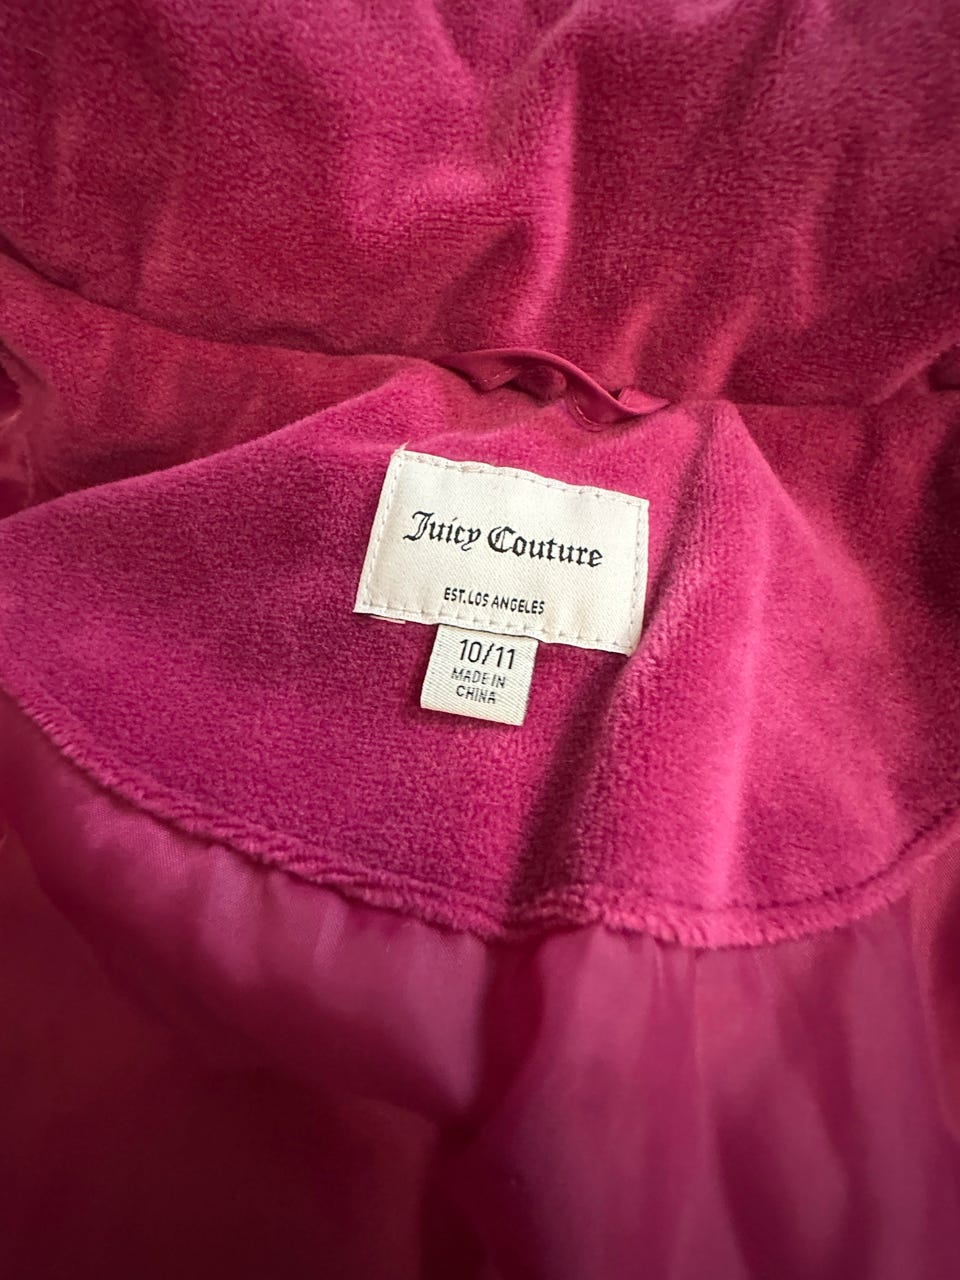 Juicy Couture
EST.LOS ANGELES
10/11
MADE IN
CHINA